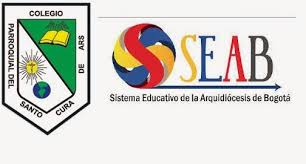 COLEGIO
PARROQUIAL DEL
SANTO
CURA
DE ARS
SEAB
Sistema Educativo de la Arquidiócesis de Bogotá